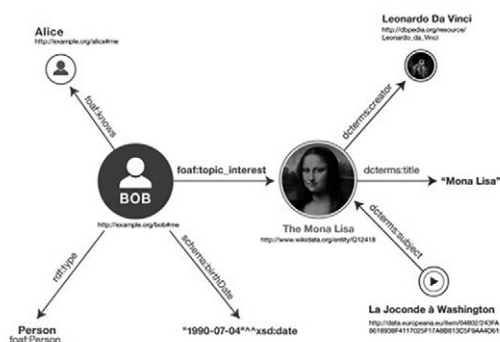 Alice
http://example.org/alice#me
Leonardo Da Vinci
http://dbpedia.org/resource/
Leonardo_da_Vinci
foaf:knows
dcterms:creator
BOB
foaf:topic_interest
dcterms:title
"Mona Lisa"
http://example.org/bob#me
The Mona Lisa
http://www.wikidata.org/entity/Q12418
dcterms:subject
rdf:type
schema:birthDate
La Joconde à Washington
Person
foaf:Person
"1990-07-04"^^xsd:date
http://data.europeana.eu/item/04802/243FA
8618938F4117025F17A8B813C5F9AA4D61